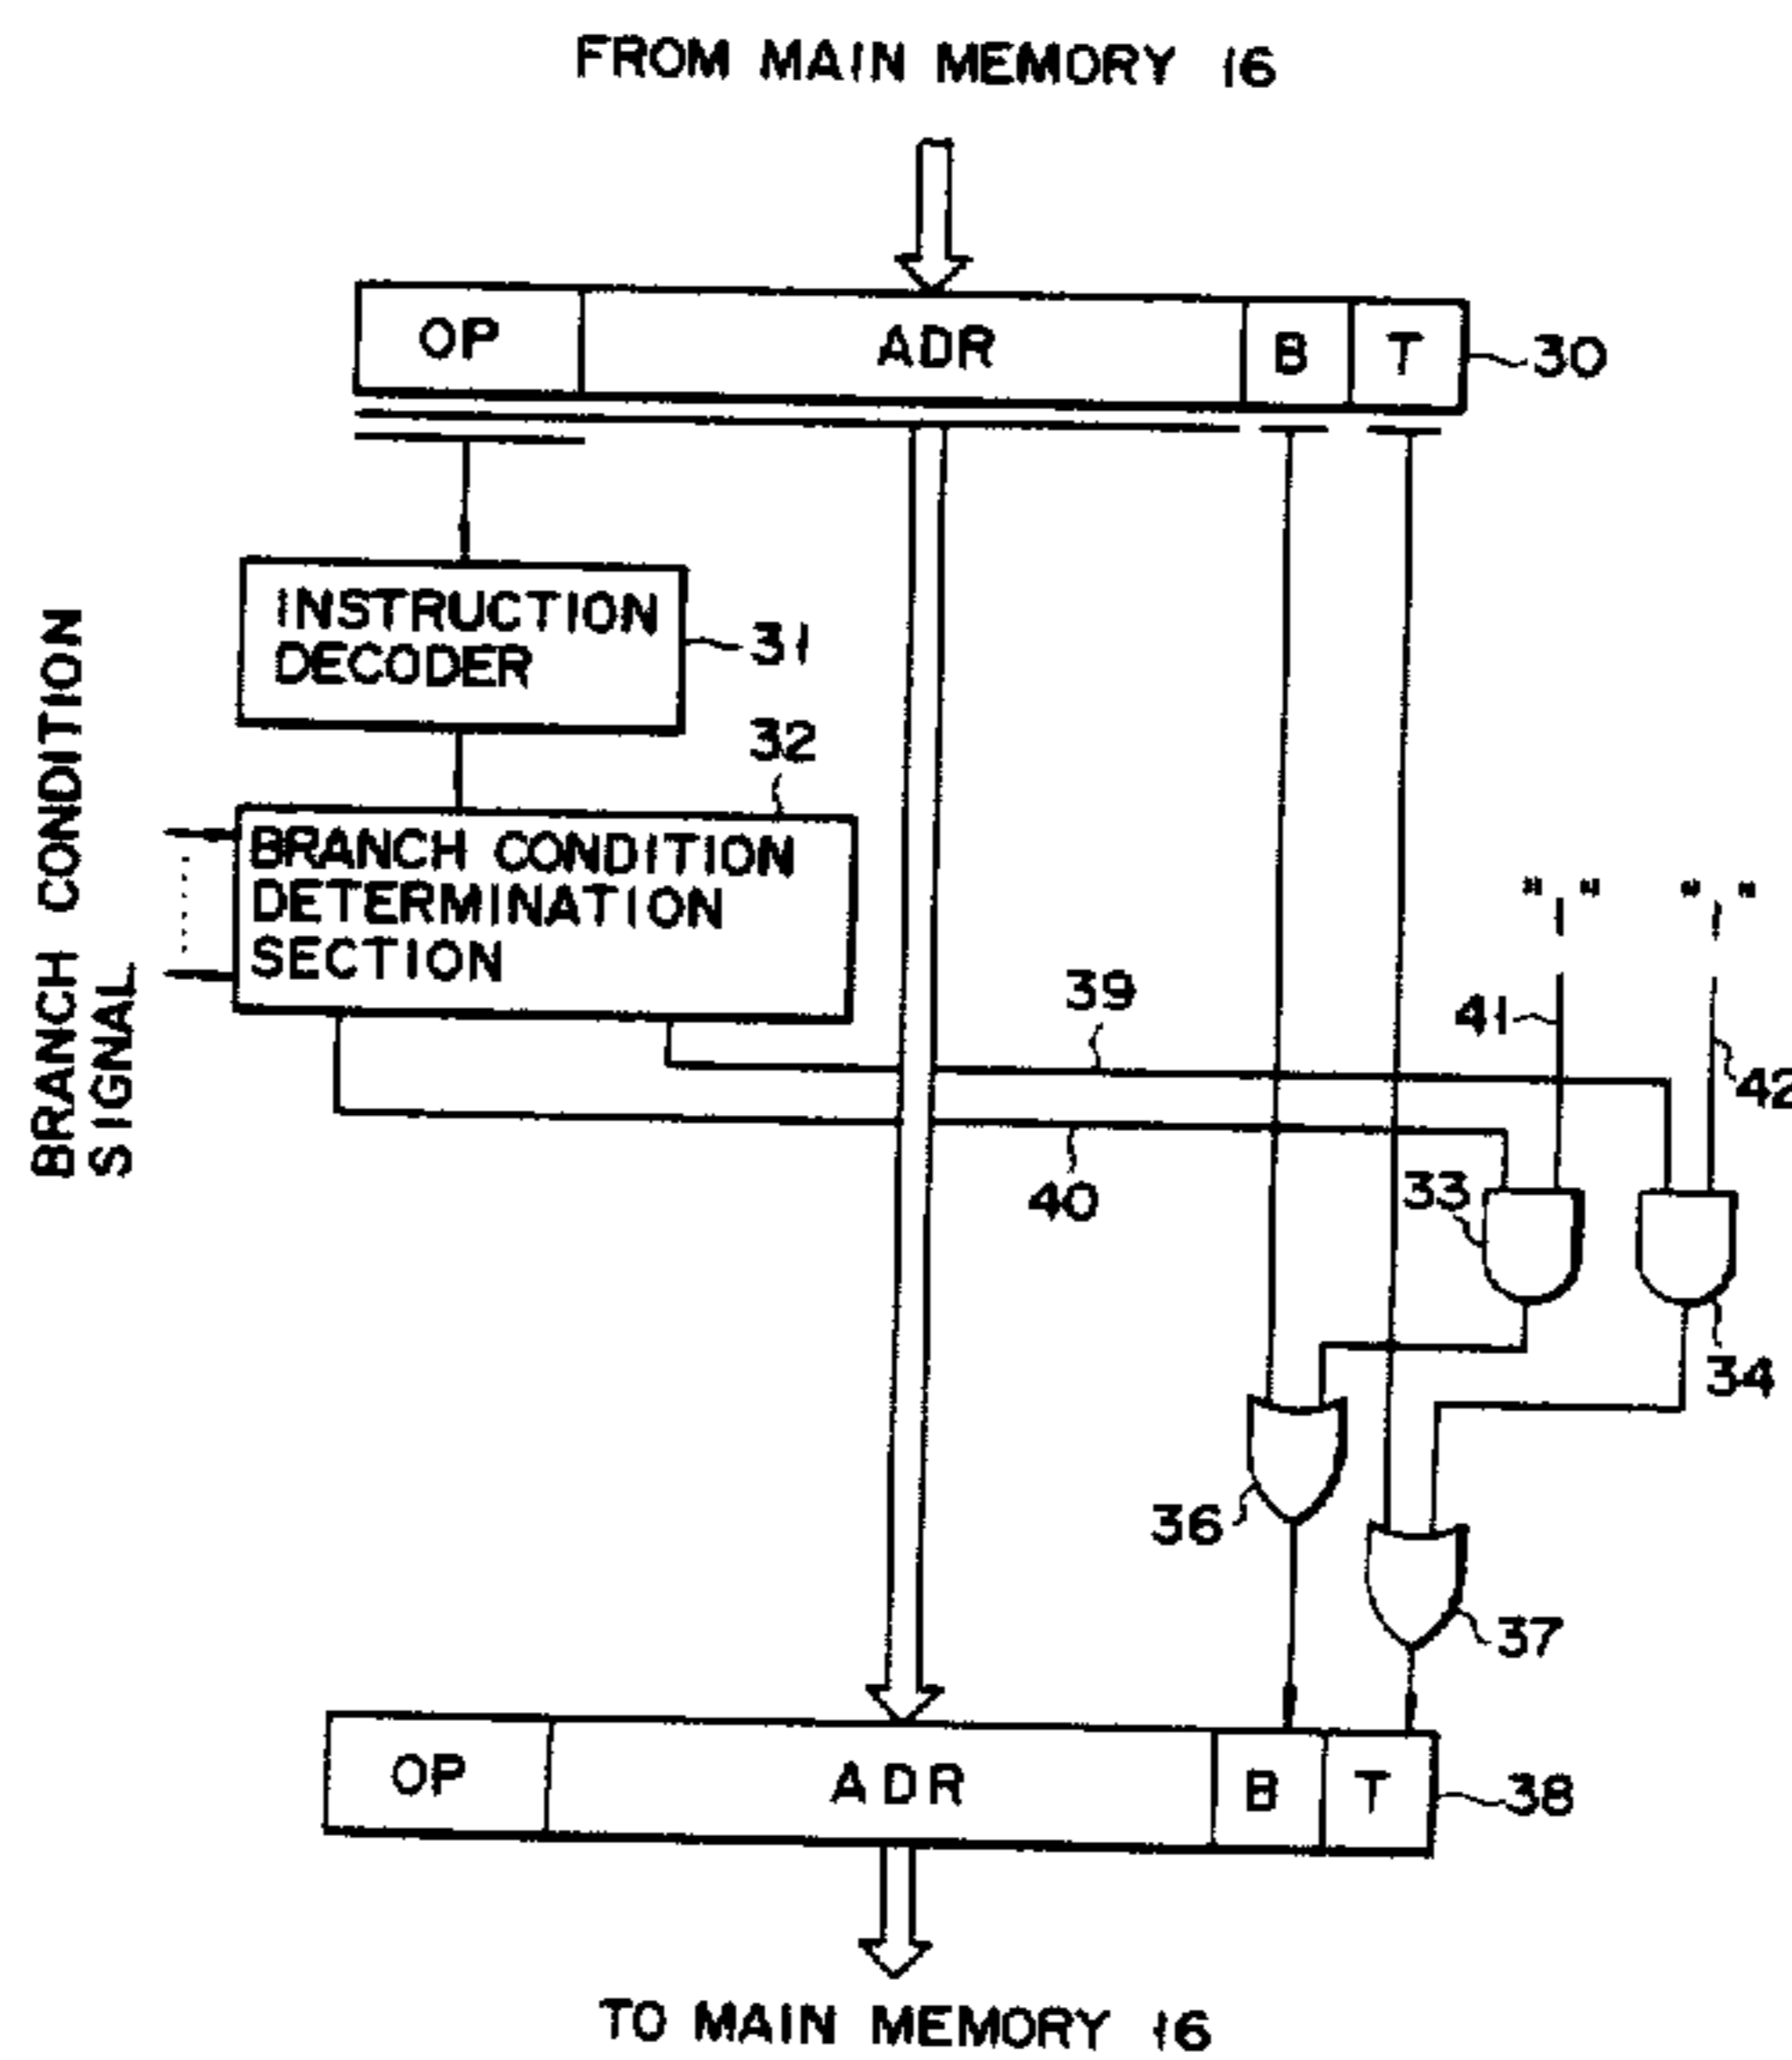 FROM MAIN MEMORY 16
OP ADR B T 30
INSTRUCTION
DECODER
31
32
BRANCH CONDITION
SIGNAL
BRANCH CONDITION
DETERMINATION
SECTION
"1" "1"
39
41
42
40
33
34
36
37
OP ADR B T 38
TO MAIN MEMORY 16